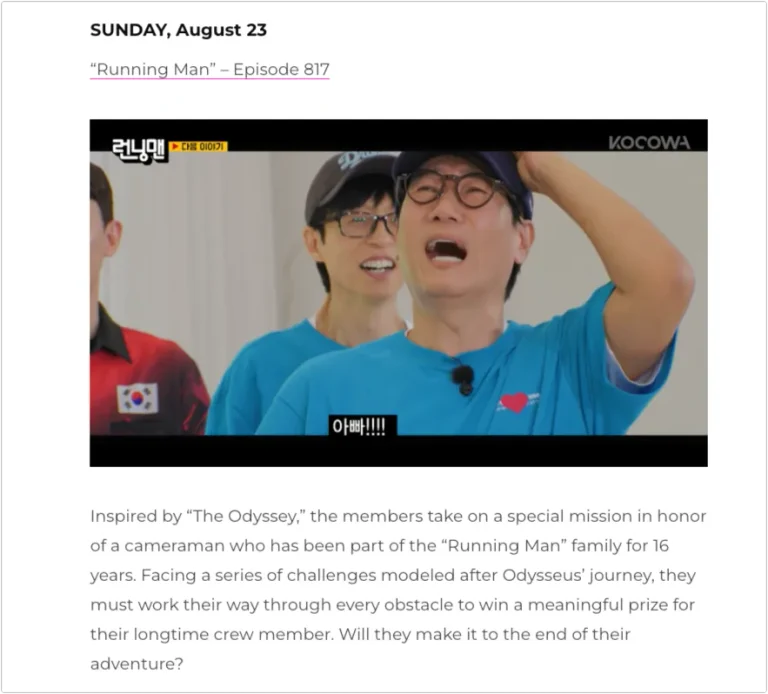 SUNDAY, August 23
“Running Man” – Episode 817
런닝맨 ▶ 다음 이야기
KOCOWA
아빠!!!!
Inspired by “The Odyssey,” the members take on a special mission in honor
of a cameraman who has been part of the “Running Man” family for 16
years. Facing a series of challenges modeled after Odysseus’ journey, they
must work their way through every obstacle to win a meaningful prize for
their longtime crew member. Will they make it to the end of their
adventure?